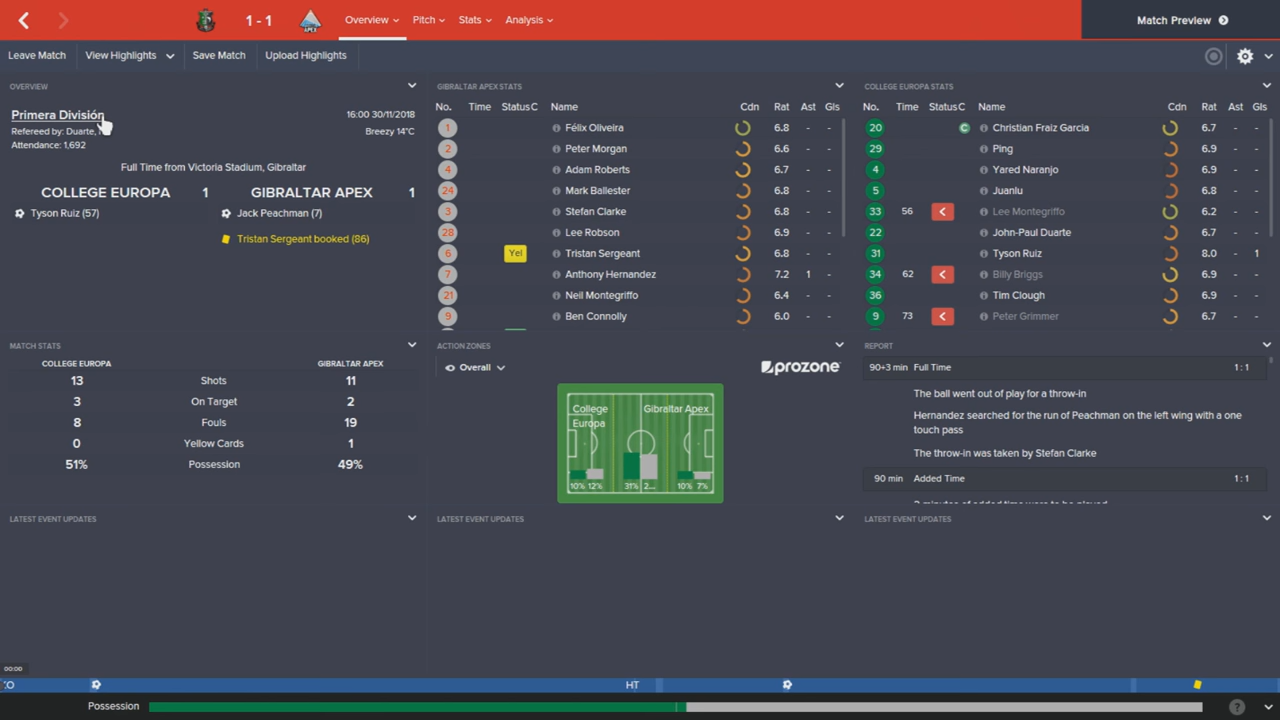 1 - 1
APEX
Overview
Pitch
Stats
Analysis
Match Preview
Leave Match
View Highlights
Save Match
Upload Highlights
OVERVIEW
Primera División
16:00 30/11/2018
Refereed by: Duarte,
Breezy 14°C
Attendance: 1,692
Full Time from Victoria Stadium, Gibraltar
COLLEGE EUROPA 1 GIBRALTAR APEX 1
Tyson Ruiz (57) Jack Peachman (7)
Tristan Sergeant booked (86)
GIBRALTAR APEX STATS
No. Time Status C Name Cdn Rat Ast Gls
1 Félix Oliveira 6.8 - -
2 Peter Morgan 6.6 - -
4 Adam Roberts 6.7 - -
24 Mark Ballester 6.8 - -
3 Stefan Clarke 6.8 - -
28 Lee Robson 6.9 - -
6 Yel Tristan Sergeant 6.8 - -
7 Anthony Hernandez 7.2 1 -
21 Neil Montegriffo 6.4 - -
9 Ben Connolly 6.0 - -
COLLEGE EUROPA STATS
No. Time Status C Name Cdn Rat Ast Gls
20 C Christian Fraiz Garcia 6.7 - -
29 Ping 6.9 - -
4 Yared Naranjo 6.9 - -
5 Juanlu 6.8 - -
33 56 Lee Montegriffo 6.2 - -
22 John-Paul Duarte 6.7 - -
31 Tyson Ruiz 8.0 - 1
34 62 Billy Briggs 6.9 - -
36 Tim Clough 6.9 - -
9 73 Peter Grimmer 6.7 - -
MATCH STATS
COLLEGE EUROPA GIBRALTAR APEX
13 Shots 11
3 On Target 2
8 Fouls 19
0 Yellow Cards 1
51% Possession 49%
ACTION ZONES
Overall
prozone
College Gibraltar Apex
Europa
10% 12% 31% 2... 10% 7%
REPORT
90+3 min Full Time 1:1
The ball went out of play for a throw-in
Hernandez searched for the run of Peachman on the left wing with a one
touch pass
The throw-in was taken by Stefan Clarke
90 min Added Time 1:1
minutes of added time were to be played
LATEST EVENT UPDATES
LATEST EVENT UPDATES
LATEST EVENT UPDATES
00:00
HT
Possession
?